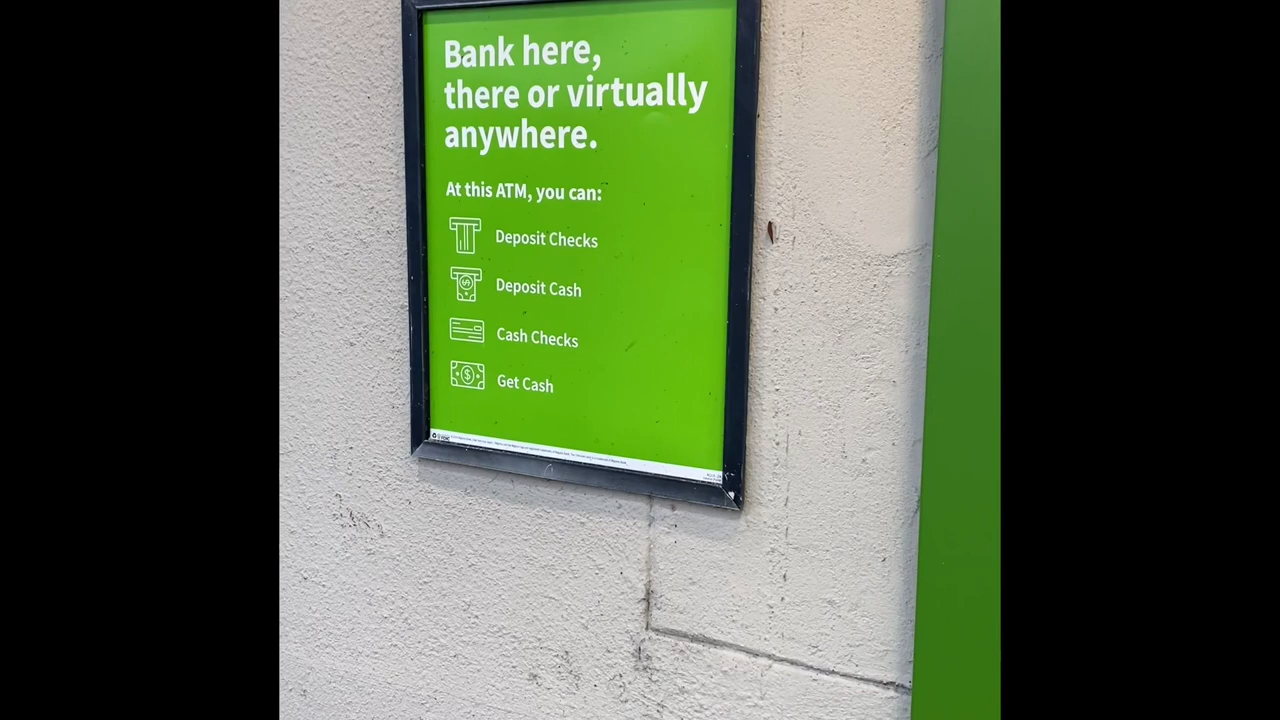 Bank here,
there or virtually
anywhere.
At this ATM, you can:
Deposit Checks
Deposit Cash
Cash Checks
Get Cash